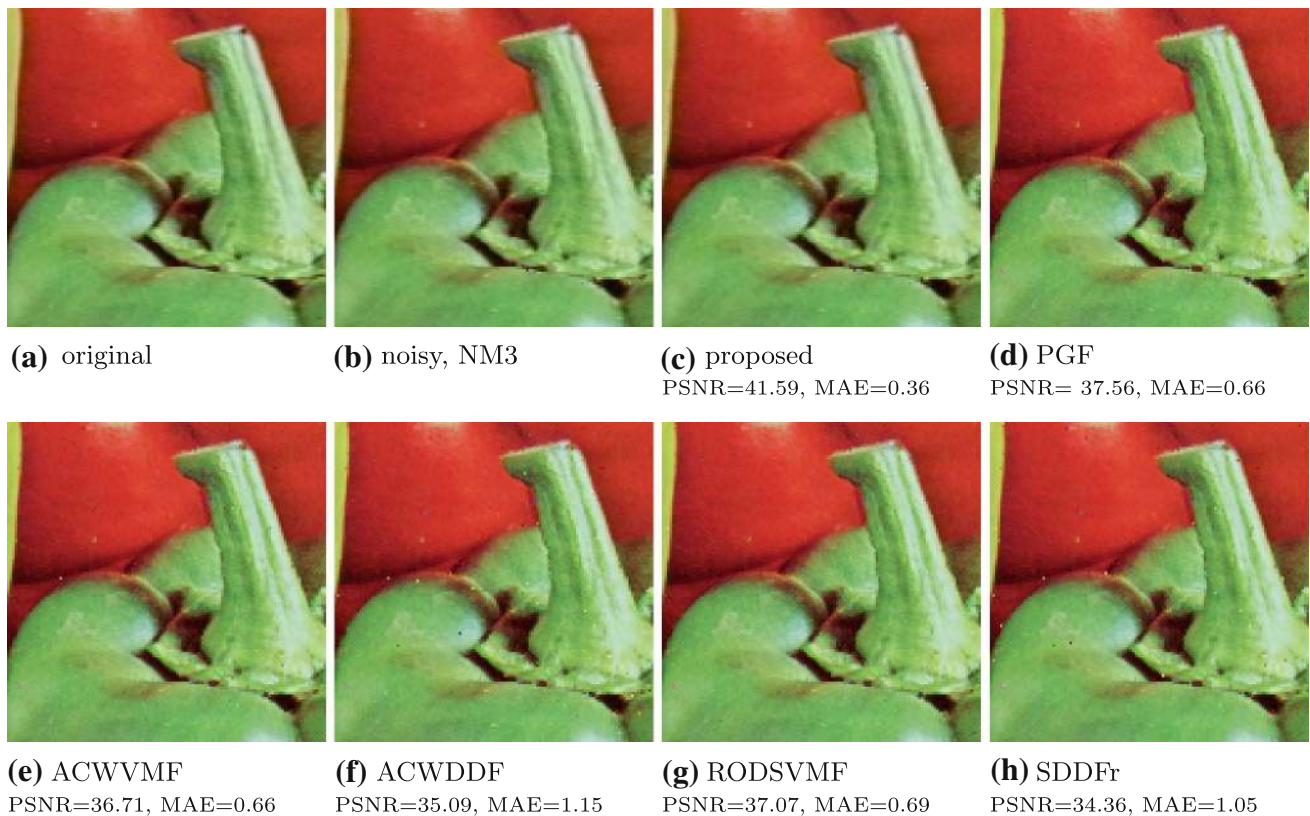 (a) original
(b) noisy, NM3
(c) proposed
PSNR=41.59, MAE=0.36
(d) PGF
PSNR= 37.56, MAE=0.66
(e) ACWVMF
PSNR=36.71, MAE=0.66
(f) ACWDDF
PSNR=35.09, MAE=1.15
(g) RODSVMF
PSNR=37.07, MAE=0.69
(h) SDDFr
PSNR=34.36, MAE=1.05